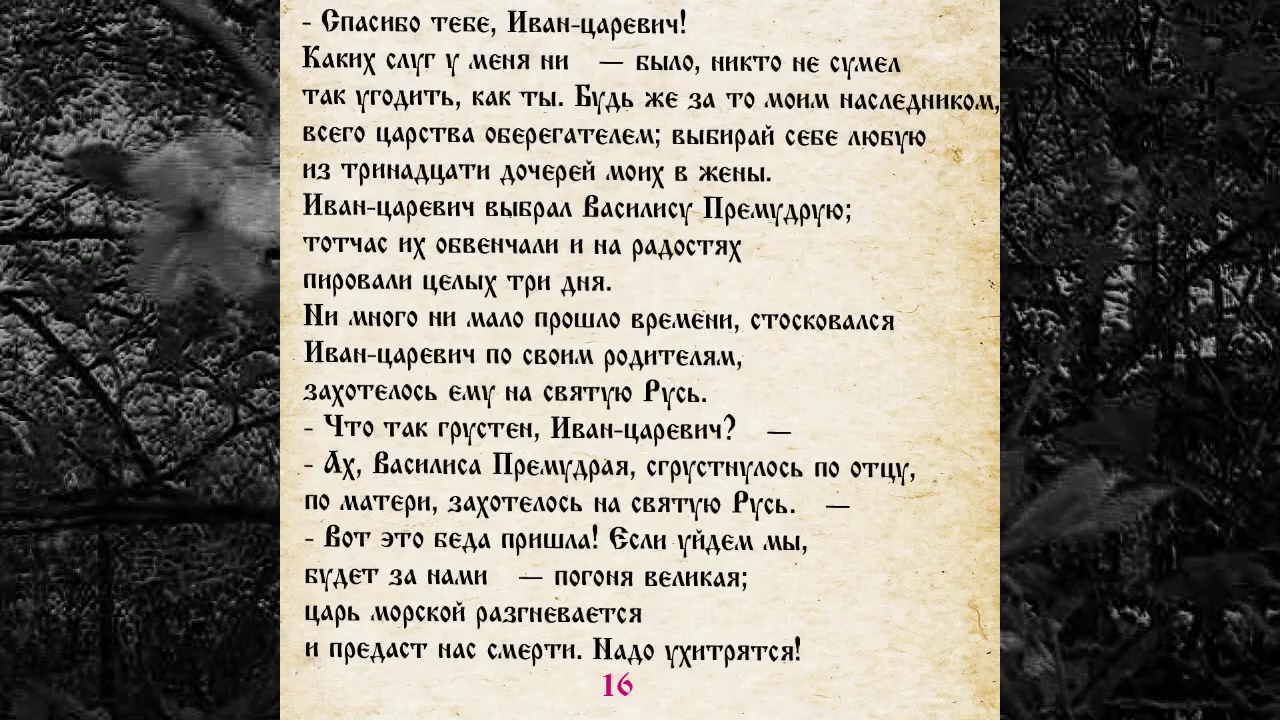 - Спасибо тебе, Иван-царевич!
Каких слуг у меня ни — было, никто не сумел
так угодить, как ты. Будь же за то моим наследником,
всего царства оберегателем; выбирай себе любую
из тринадцати дочерей моих в жены.
Иван-царевич выбрал Василису Премудрую;
тотчас их обвенчали и на радостях
пировали целых три дня.
Ни много ни мало прошло времени, стосковался
Иван-царевич по своим родителям,
захотелось ему на святую Русь.
- Что так грустен, Иван-царевич? —
- Ах, Василиса Премудрая, сгрустнулось по отцу,
по матери, захотелось на святую Русь. —
- Вот это беда пришла! Если уйдем мы,
будет за нами — погоня великая;
царь морской разгневается
и предаст нас смерти. Надо ухитрятся!
16